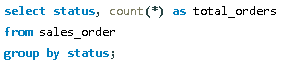 select status, count(*) as total_orders
from sales_order
group by status;